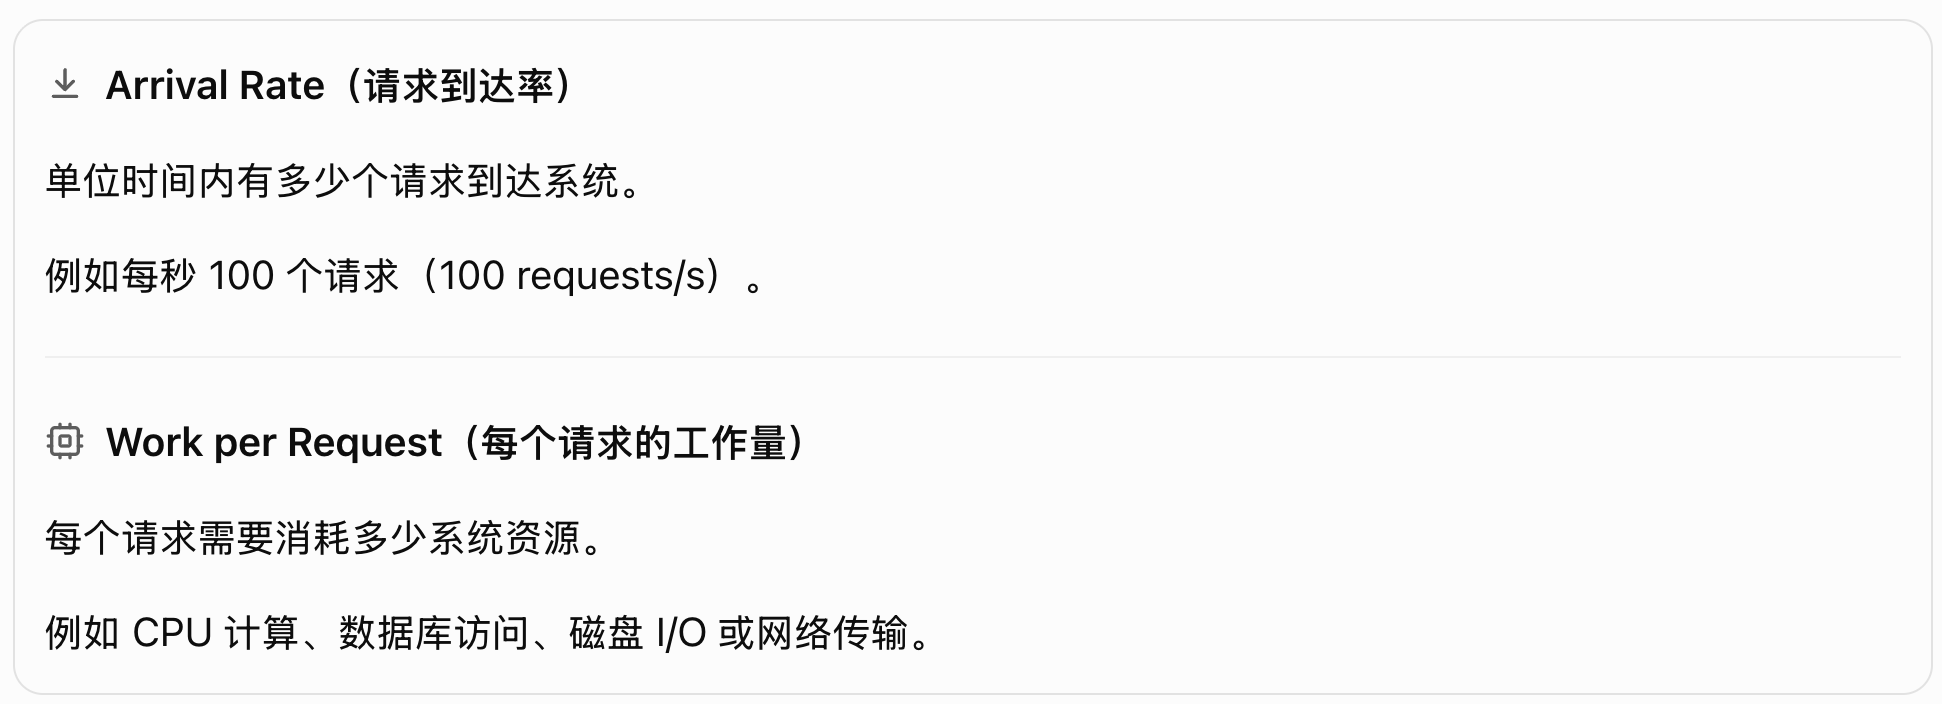 Arrival Rate（请求到达率）
单位时间内有多少个请求到达系统。
例如每秒 100 个请求（100 requests/s）。
Work per Request（每个请求的工作量）
每个请求需要消耗多少系统资源。
例如 CPU 计算、数据库访问、磁盘 I/O 或网络传输。